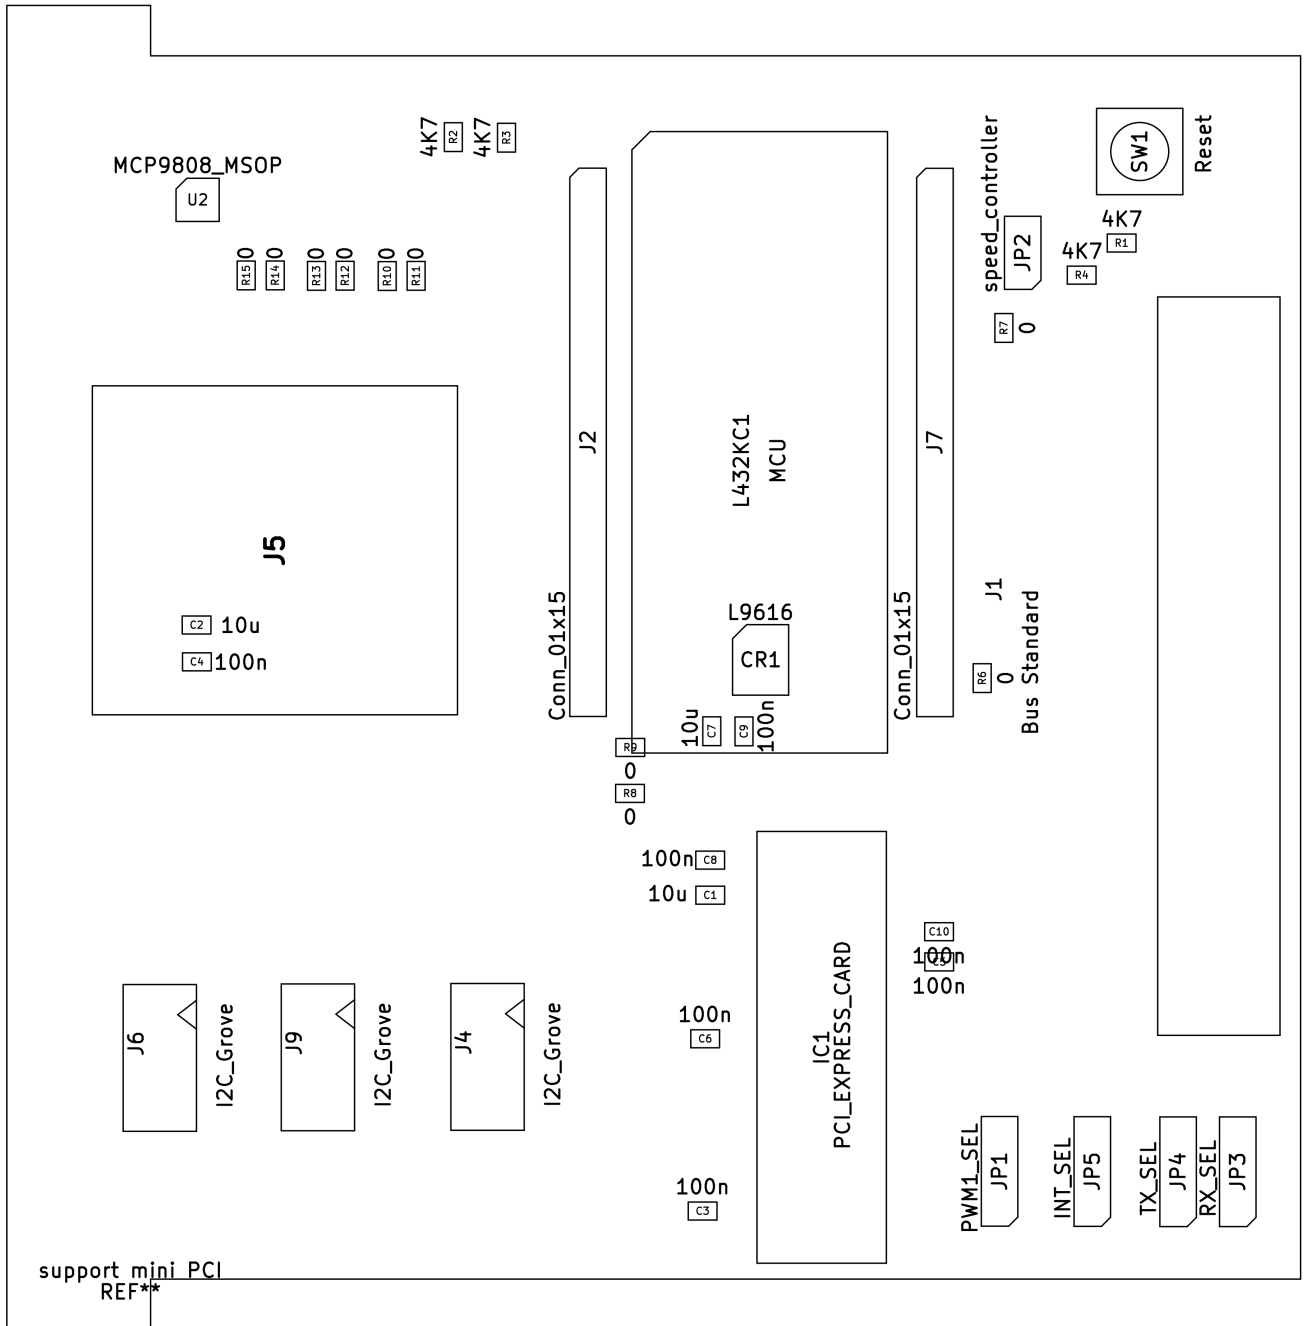 4K7
R2
4K7
R3
MCP9808_MSOP
U2
speed_controller
JP2
SW1
Reset
4K7
R1
4K7
R4
R7
0
0
R15
0
R14
0
R13
0
R12
0
R10
0
R11
J2
Conn_01x15
L432KC1
MCU
J7
Conn_01x15
J5
C2
10u
C4
100n
L9616
CR1
10u
C7
C9
100n
J1
Bus Standard
R6
0
R9
0
R8
0
100n
C8
10u
C1
C10
100n
C5
100n
100n
C6
IC1
PCI_EXPRESS_CARD
J6
I2C_Grove
J9
I2C_Grove
J4
I2C_Grove
100n
C3
PWM1_SEL
JP1
INT_SEL
JP5
TX_SEL
JP4
RX_SEL
JP3
support mini PCI
REF**